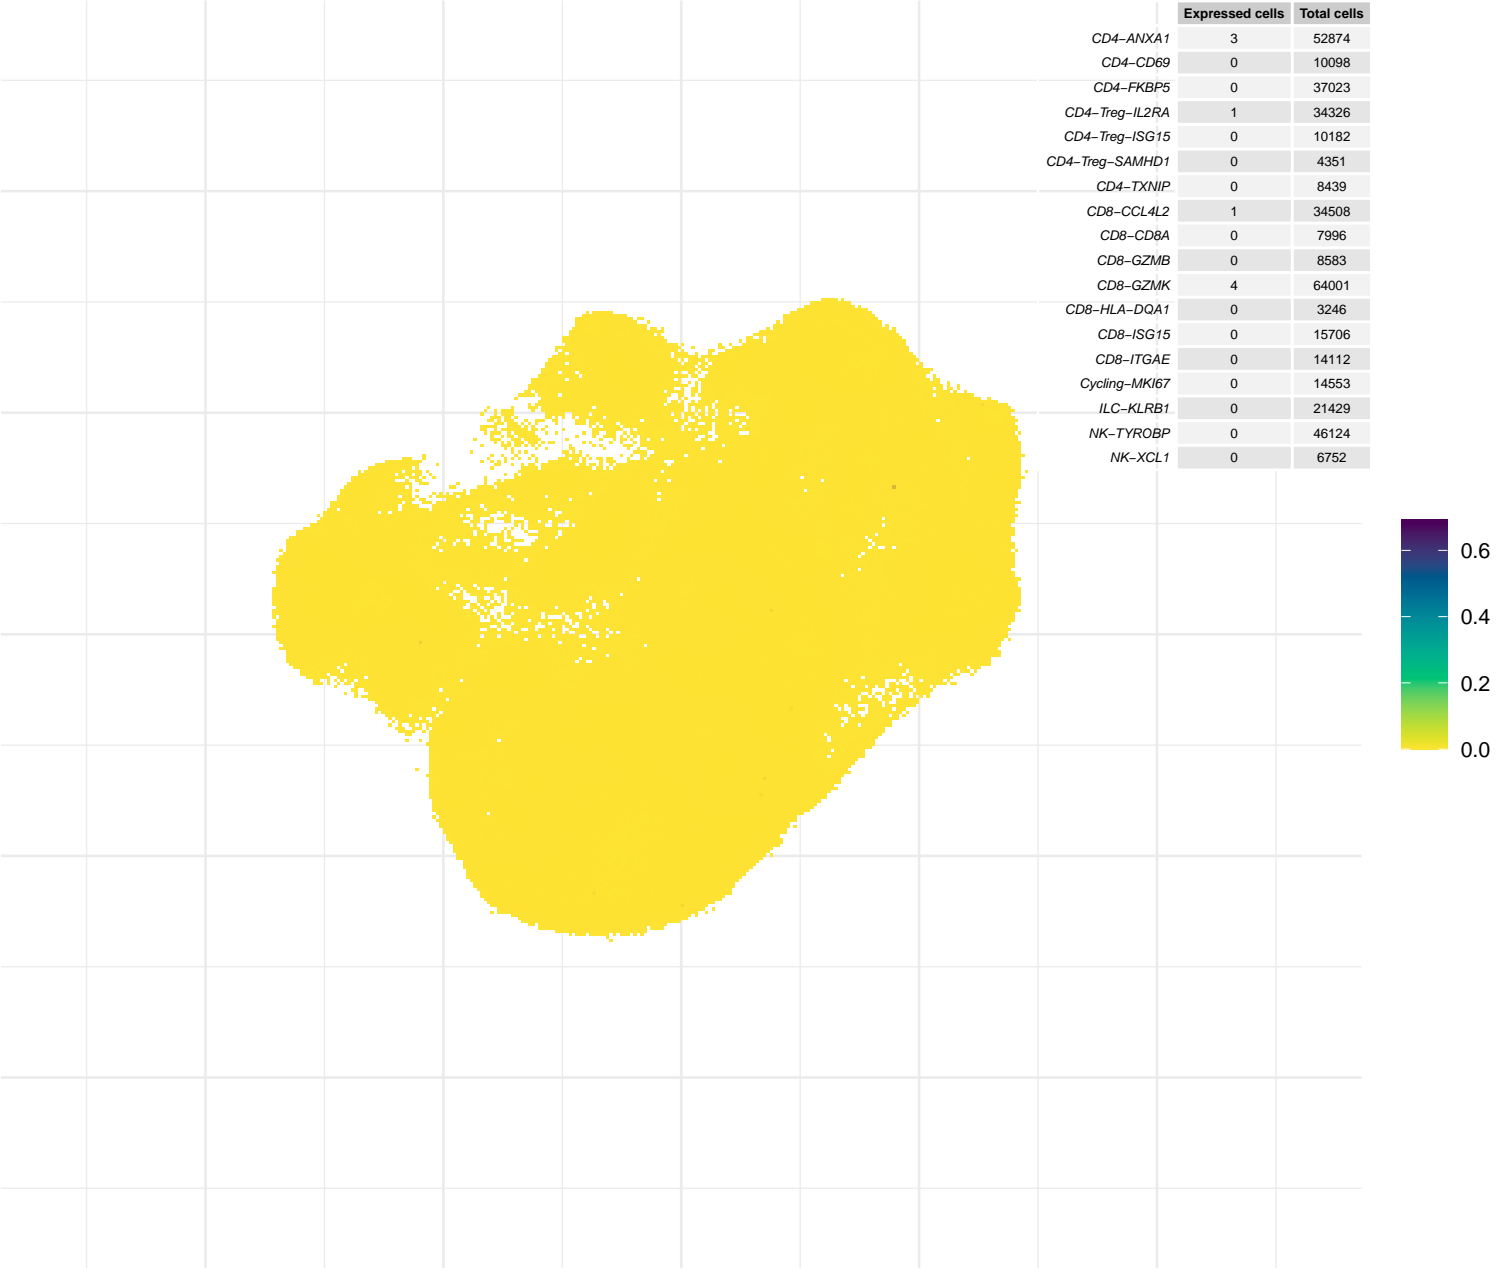 Expressed cells Total cells
CD4−ANXA1 3 52874
CD4−CD69 0 10098
CD4−FKBP5 0 37023
CD4−Treg−IL2RA 1 34326
CD4−Treg−ISG15 0 10182
CD4−Treg−SAMHD1 0 4351
CD4−TXNIP 0 8439
CD8−CCL4L2 1 34508
CD8−CD8A 0 7996
CD8−GZMB 0 8583
CD8−GZMK 4 64001
CD8−HLA−DQA1 0 3246
CD8−ISG15 0 15706
CD8−ITGAE 0 14112
Cycling−MKI67 0 14553
ILC−KLRB1 0 21429
NK−TYROBP 0 46124
NK−XCL1 0 6752
0.6
0.4
0.2
0.0